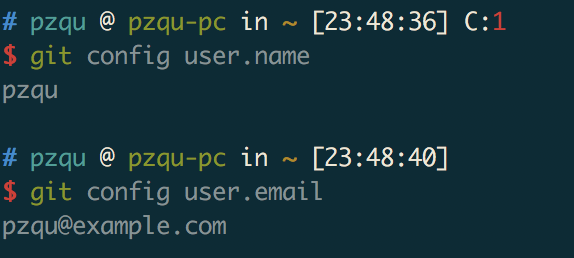 # pzqu @ pzqu-pc in ~ [23:48:36] C:1
$ git config user.name
pzqu
# pzqu @ pzqu-pc in ~ [23:48:40]
$ git config user.email
pzqu@example.com